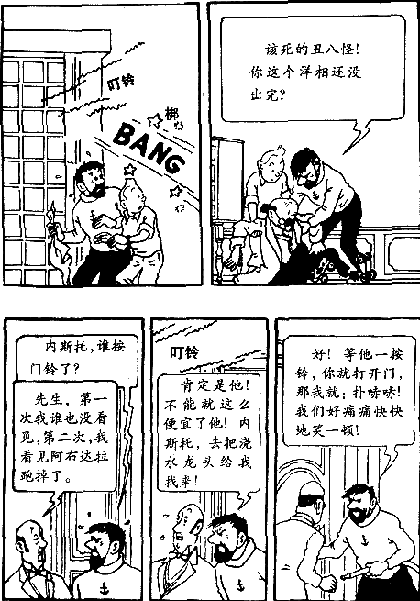 叮铃
梆
BANG
该死的丑八怪!
你这个洋相还没
出完?
内斯托,谁按
门铃了?
先生。第一
次我谁也没看
见,第二次,我
看见阿布达拉
跑掉了。
叮铃
肯定是他!
不能就这么
便宜了他!内
斯托,去把浇
水龙头给我
找来!
好!等他一按
铃,你就打开门,
那我就:扑哧哧!
我们好痛痛快快
地笑一顿!